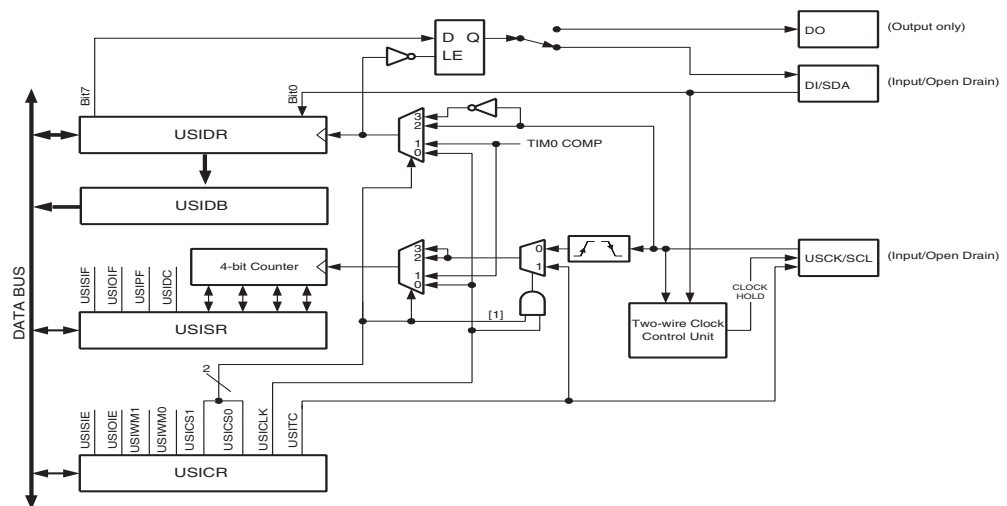 D Q
LE
DO
(Output only)
DI/SDA
(Input/Open Drain)
Bit7
Bit0
USIDR
3
2
1
0
TIM0 COMP
USIDB
DATA BUS
4-bit Counter
3
2
1
0
0
1
USCK/SCL
(Input/Open Drain)
CLOCK
HOLD
Two-wire Clock
Control Unit
USISIF
USIOIF
USIPF
USIDC
USISR
[1]
2
USISIE
USIOIE
USIWM1
USIWM0
USICS1
USICS0
USICLK
USITC
USICR